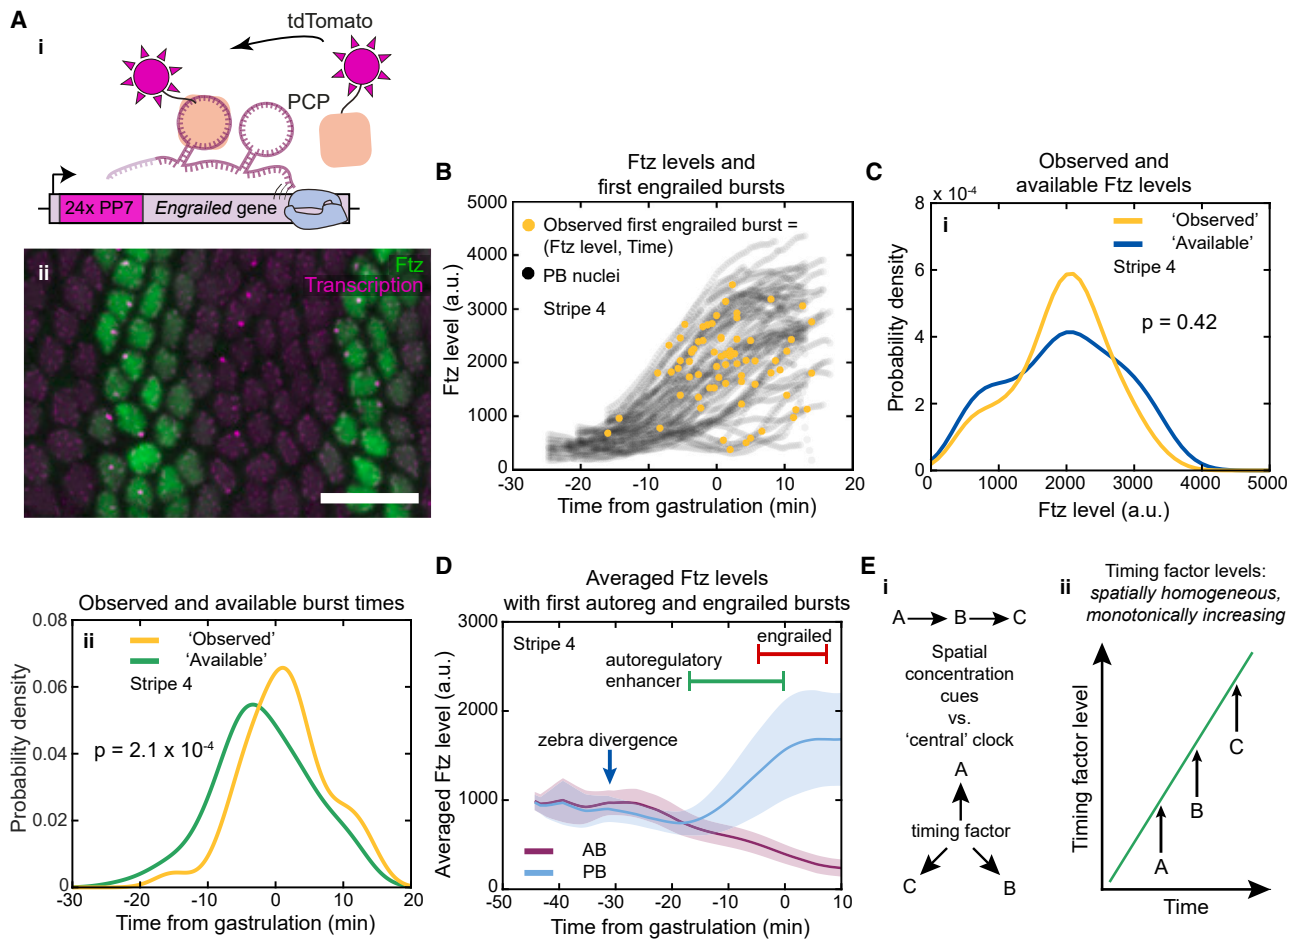 A
i
tdTomato
PCP
24x PP7
Engrailed gene
ii
Ftz
Transcription
B
Ftz levels and
first engrailed bursts
Observed first engrailed burst =
(Ftz level, Time)
PB nuclei
Stripe 4
Ftz level (a.u.)
5000
4000
3000
2000
1000
0
-30
-20
-10
0
10
20
Time from gastrulation (min)
C
Observed and
available Ftz levels
x 10-4
i
'Observed'
'Available'
Stripe 4
p = 0.42
Probability density
8
6
4
2
0
0
1000
2000
3000
4000
5000
Ftz level (a.u.)
Observed and available burst times
ii
'Observed'
'Available'
Stripe 4
p = 2.1 x 10-4
Probability density
0.08
0.06
0.04
0.02
0
-30
-20
-10
0
10
20
Time from gastrulation (min)
D
Averaged Ftz levels
with first autoreg and engrailed bursts
Stripe 4
engrailed
autoregulatory
enhancer
zebra divergence
AB
PB
Averaged Ftz level (a.u.)
3000
2000
1000
0
-50
-40
-30
-20
-10
0
10
Time from gastrulation (min)
E
i
A B C
Spatial
concentration
cues
vs.
'central' clock
A
timing factor
C B
ii
Timing factor levels:
spatially homogeneous,
monotonically increasing
Timing factor level
A
B
C
Time